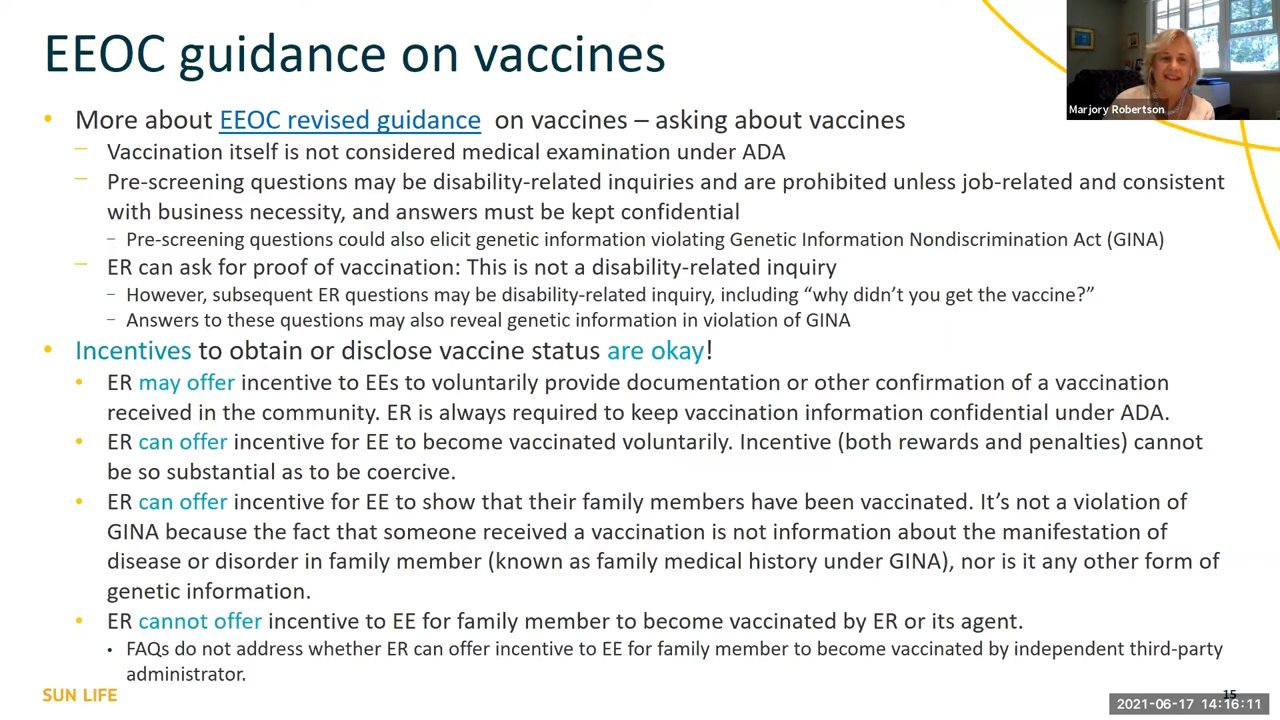 EEOC guidance on vaccines
Marjory Robertson
• More about EEOC revised guidance on vaccines – asking about vaccines
– Vaccination itself is not considered medical examination under ADA
– Pre-screening questions may be disability-related inquiries and are prohibited unless job-related and consistent
with business necessity, and answers must be kept confidential
– Pre-screening questions could also elicit genetic information violating Genetic Information Nondiscrimination Act (GINA)
– ER can ask for proof of vaccination: This is not a disability-related inquiry
– However, subsequent ER questions may be disability-related inquiry, including “why didn’t you get the vaccine?”
– Answers to these questions may also reveal genetic information in violation of GINA
• Incentives to obtain or disclose vaccine status are okay!
• ER may offer incentive to EEs to voluntarily provide documentation or other confirmation of a vaccination
received in the community. ER is always required to keep vaccination information confidential under ADA.
• ER can offer incentive for EE to become vaccinated voluntarily. Incentive (both rewards and penalties) cannot
be so substantial as to be coercive.
• ER can offer incentive for EE to show that their family members have been vaccinated. It’s not a violation of
GINA because the fact that someone received a vaccination is not information about the manifestation of
disease or disorder in family member (known as family medical history under GINA), nor is it any other form of
genetic information.
• ER cannot offer incentive to EE for family member to become vaccinated by ER or its agent.
• FAQs do not address whether ER can offer incentive to EE for family member to become vaccinated by independent third-party
administrator.
SUN LIFE
15
2021-06-17 14:16:11